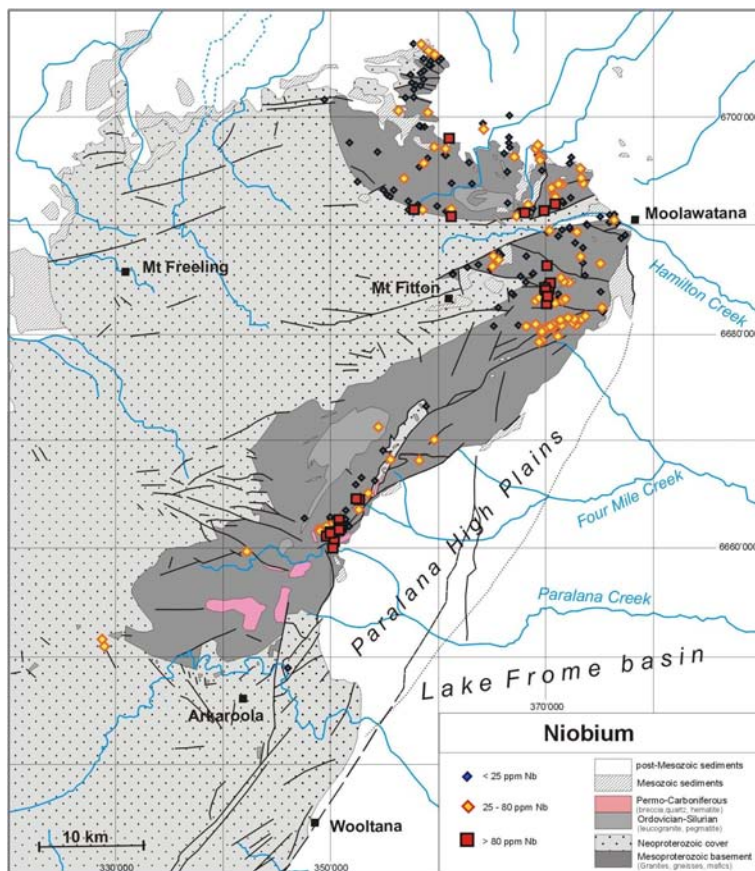 6700'000
Moolawatana
Mt Freeling
Mt Fitton
Hamilton Creek
6680'000
Paralana High Plains
Four Mile Creek
6660'000
Paralana Creek
Lake Frome basin
Arkaroola
370'000
Niobium
< 25 ppm Nb
25 - 80 ppm Nb
> 80 ppm Nb
post-Mesozoic sediments
Mesozoic sediments
Permo-Carboniferous
(breccia,quartz, hematite)
Ordovician-Silurian
(leucogranite, pegmatite)
Neoproterozoic cover
Mesoproterozoic basement
(Granites, gneisses, mafics)
Wooltana
10 km
330'000
350'000